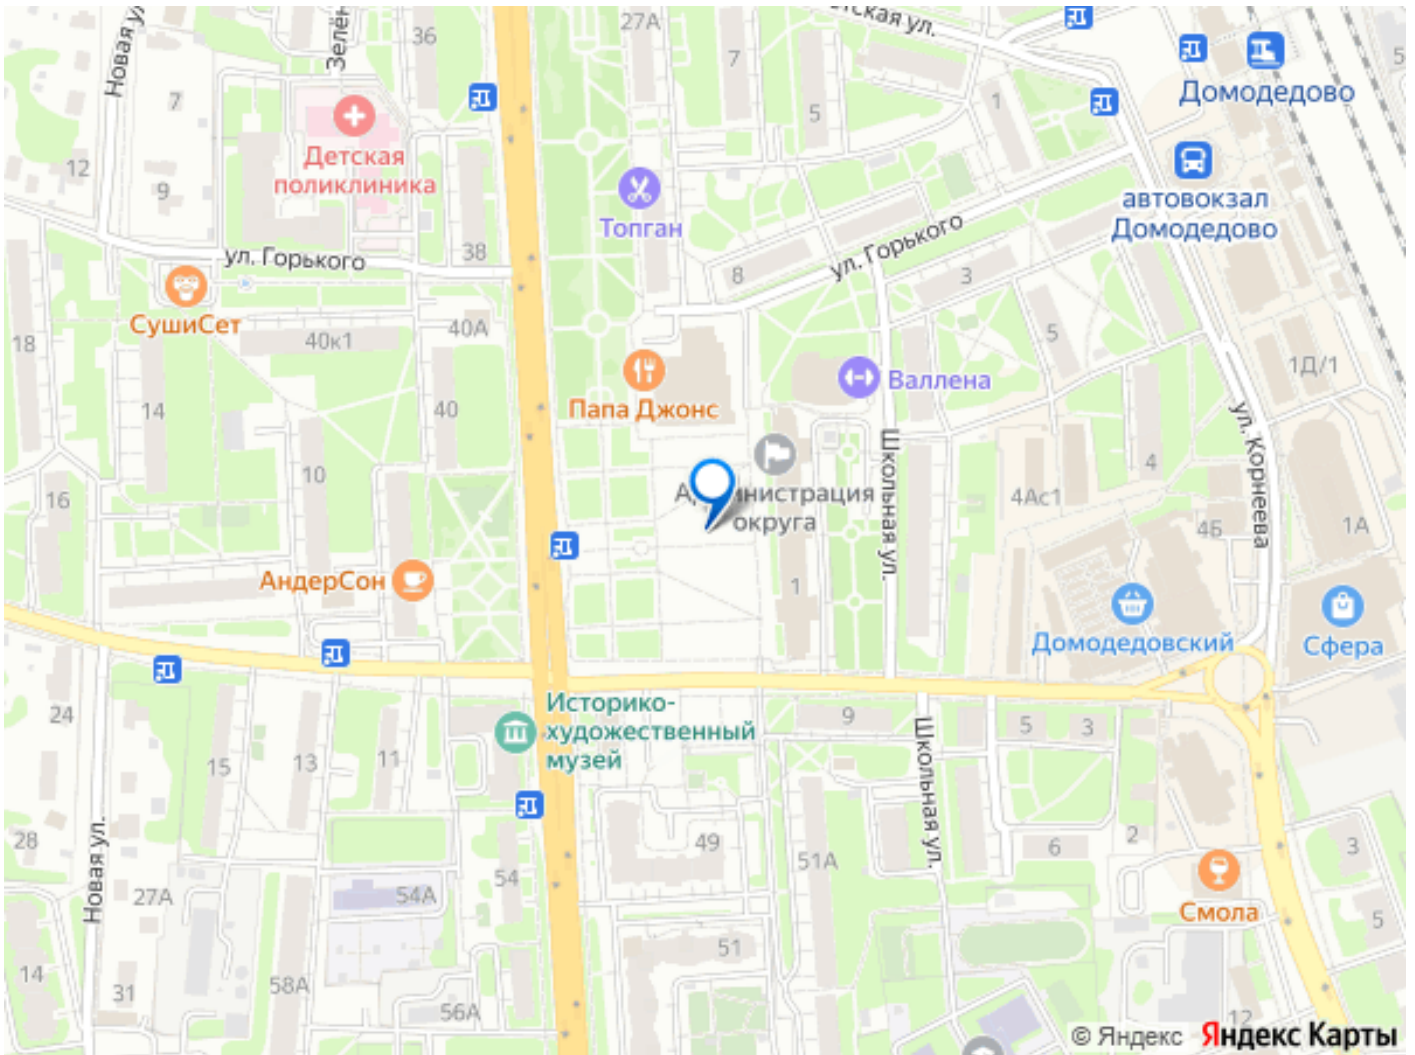 Новая ул.
Зелён
36
27А
7
5
1
тская ул.
Домодедово
5
7
12
9
Детская
поликлиника
38
ул. Горького
Топган
8
ул. Горького
3
автовокзал
Домодедово
СушиСет
18
40к1
40А
14
40
Папа Джонс
Валлена
5
1Д/1
ул. Корнеева
10
16
Администрация
округа
Школьная ул.
4
4Ас1
4Б
1А
АндерСон
1
Домодедовский
Сфера
24
15
13
11
Историко-
художественный
музей
9
5
3
Школьная ул.
28
Новая ул.
27А
54А
54
49
51А
6
2
3
Смола
5
14
31
58А
56А
51
12
© Яндекс Яндекс Карты